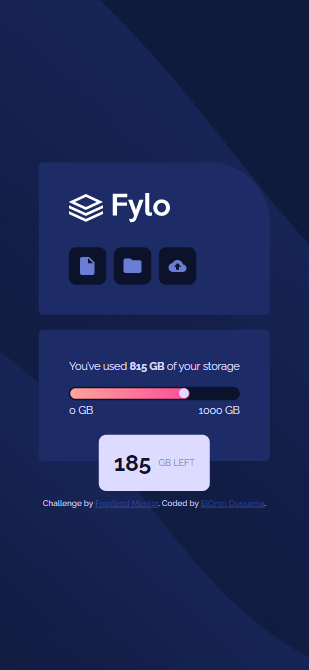 Fylo
You've used 815 GB of your storage
0 GB 1000 GB
185 GB LEFT
Challenge by Frontend Mentor. Coded by ElOmri Oussama.